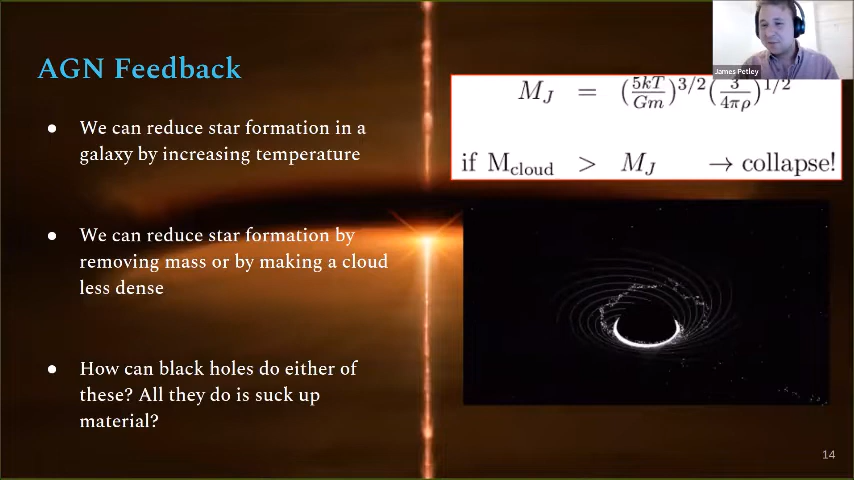 AGN Feedback
● We can reduce star formation in a
galaxy by increasing temperature
● We can reduce star formation by
removing mass or by making a cloud
less dense
● How can black holes do either of
these? All they do is suck up
material?
James Petley
M_J = (5kT/Gm)^{3/2}(3/4πρ)^{1/2}
if M_cloud > M_J → collapse!
14